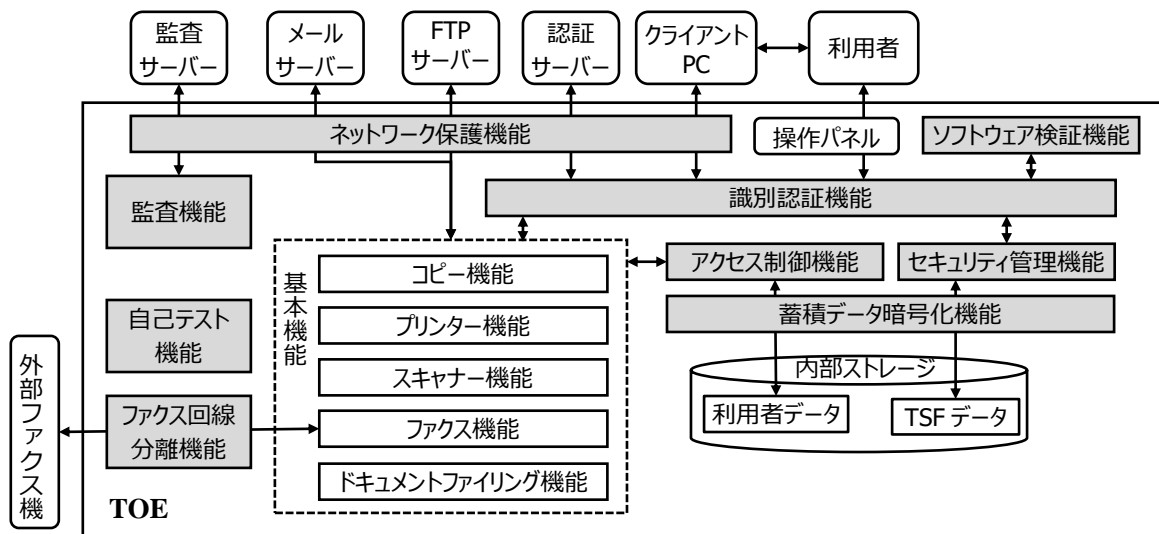 監査
サーバー
メール
サーバー
FTP
サーバー
認証
サーバー
クライアント
PC
利用者
ネットワーク保護機能
操作パネル
ソフトウェア検証機能
監査機能
識別認証機能
基本機能
コピー機能
アクセス制御機能
セキュリティ管理機能
自己テスト
機能
プリンター機能
蓄積データ暗号化機能
外部ファックス機
スキャナー機能
内部ストレージ
ファクス回線
分離機能
ファクス機能
利用者データ
TSF データ
ドキュメントファイリング機能
TOE